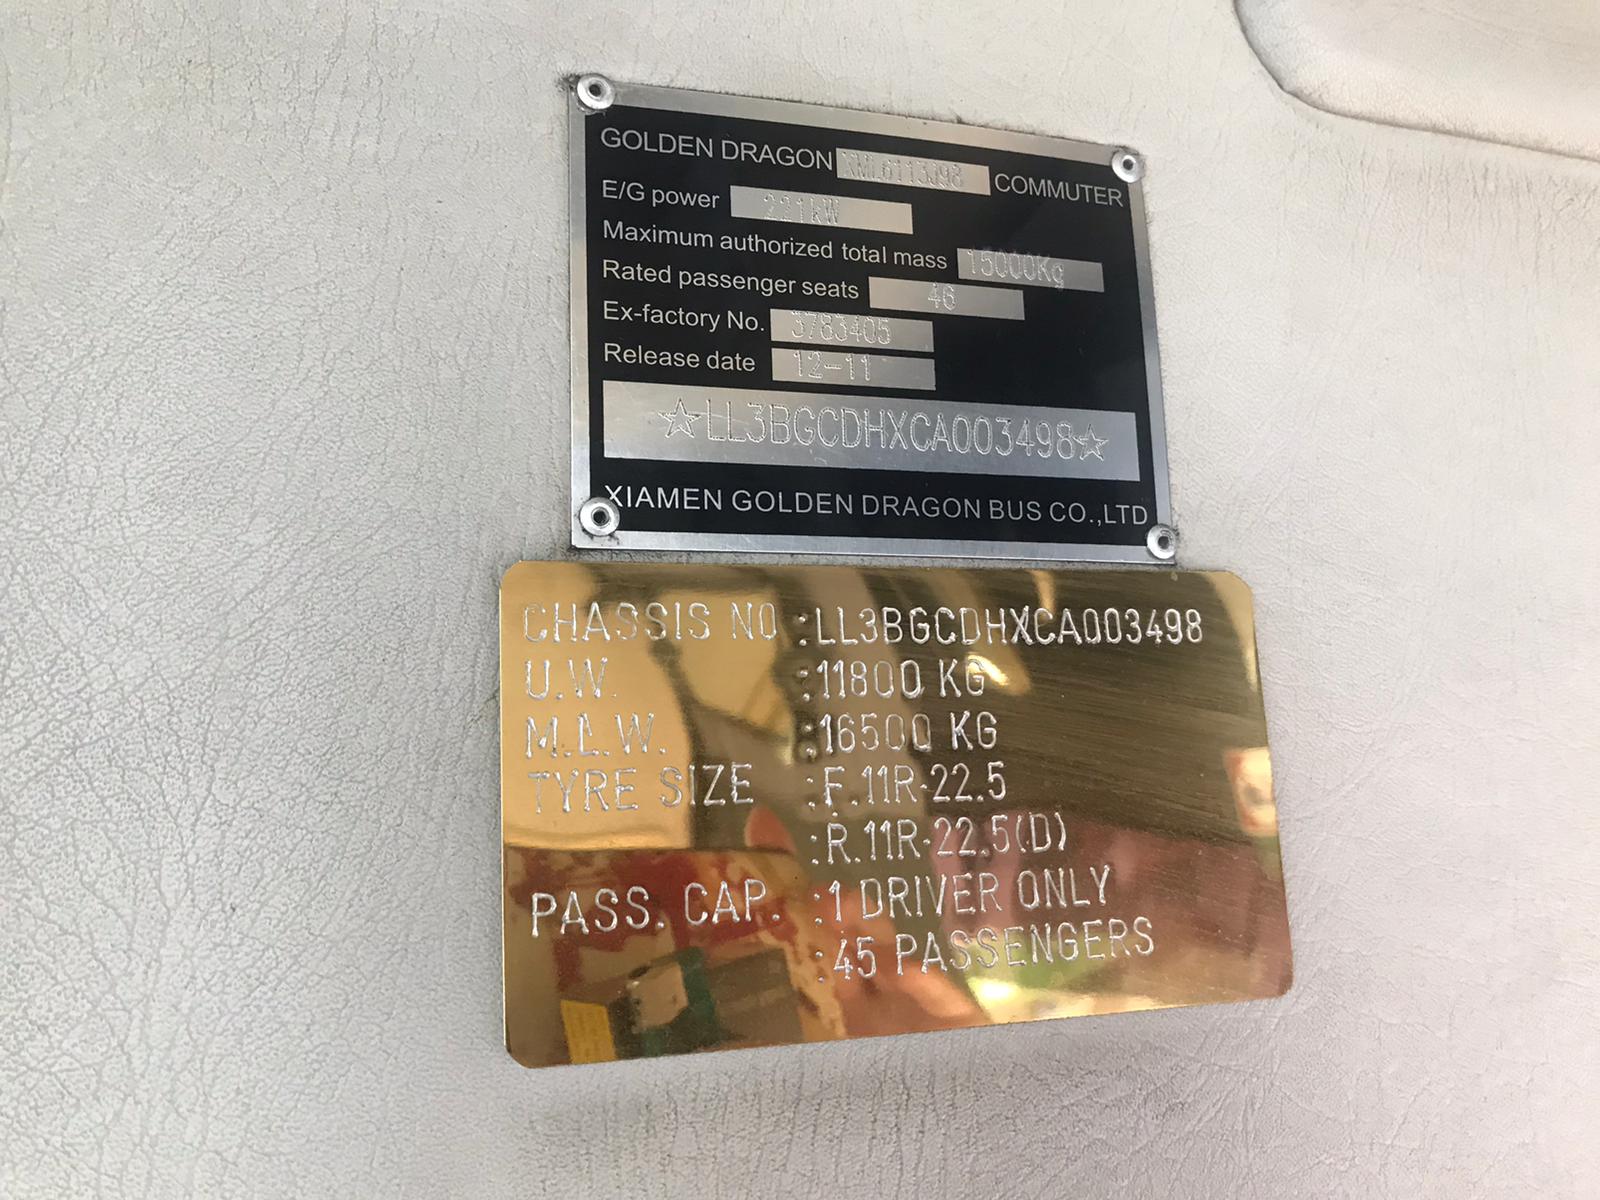 GOLDEN DRAGON XML6113J98 COMMUTER
E/G power 221kW
Maximum authorized total mass 15000Kg
Rated passenger seats 46
Ex-factory No. 3783405
Release date 12-11
☆LL3BGCDHXCA003498☆
XIAMEN GOLDEN DRAGON BUS CO.,LTD
CHASSIS NO :LL3BGCDHXCA003498
U.W. :11800 KG
M.L.W. :16500 KG
TYRE SIZE :F.11R-22.5
:R.11R-22.5(D)
PASS. CAP. :1 DRIVER ONLY
:45 PASSENGERS